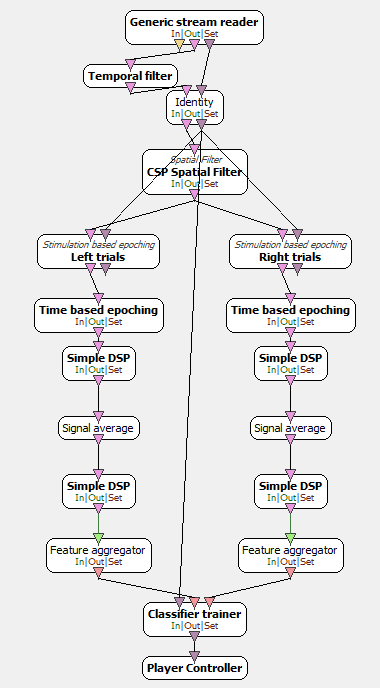 Generic stream reader
In|Out|Set
Temporal filter
Identity
In|Out|Set
Spatial Filter
CSP Spatial Filter
In|Out|Set
Stimulation based epoching
Left trials
Stimulation based epoching
Right trials
Time based epoching
In|Out|Set
Time based epoching
In|Out|Set
Simple DSP
In|Out|Set
Simple DSP
In|Out|Set
Signal average
Signal average
Simple DSP
In|Out|Set
Simple DSP
In|Out|Set
Feature aggregator
In|Out|Set
Feature aggregator
In|Out|Set
Classifier trainer
In|Out|Set
Player Controller